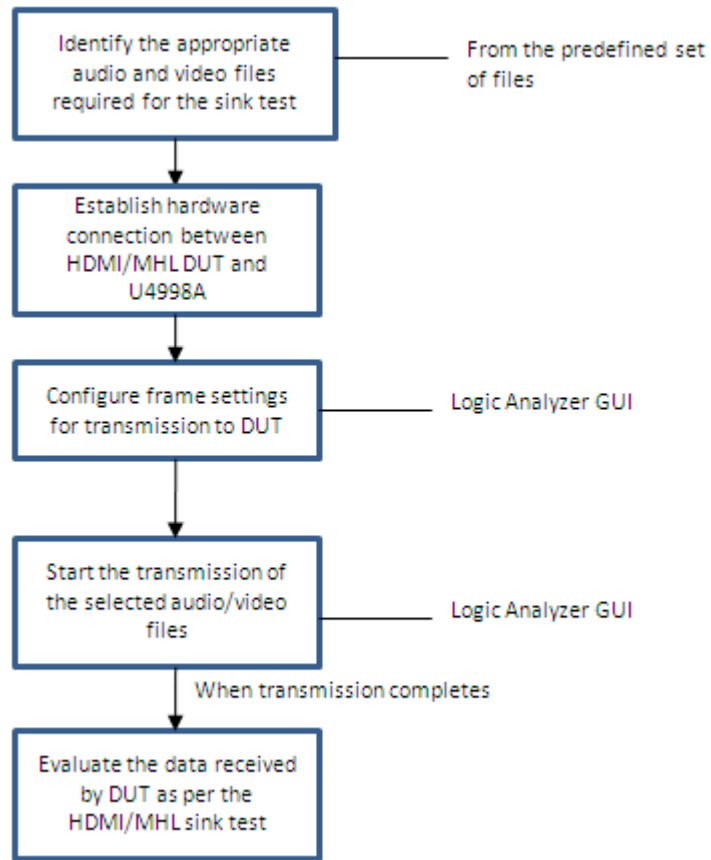 Identify the appropriate
audio and video files
required for the sink test
From the predefined set
of files
Establish hardware
connection between
HDMI/MHL DUT and
U4998A
Configure frame settings
for transmission to DUT
Logic Analyzer GUI
Start the transmission of
the selected audio/video
files
Logic Analyzer GUI
When transmission completes
Evaluate the data received
by DUT as per the
HDMI/MHL sink test